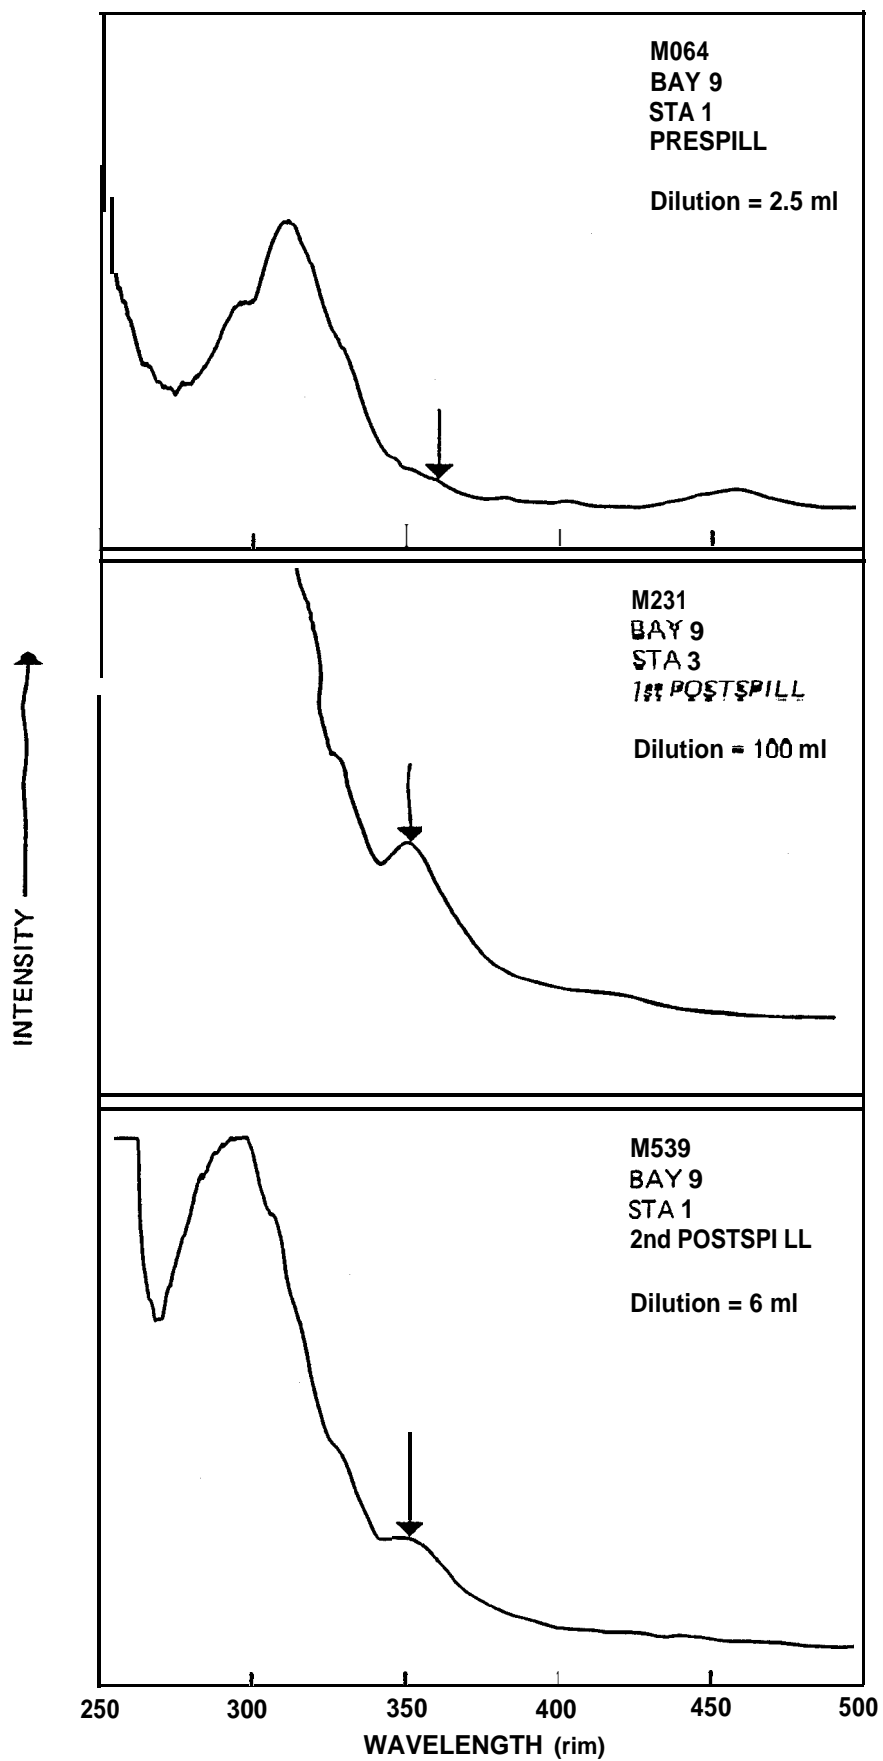 M064
BAY 9
STA 1
PRESPILL
Dilution = 2.5 ml
M231
BAY 9
STA 3
1st POSTSPILL
Dilution = 100 ml
INTENSITY
M539
BAY 9
STA 1
2nd POSTSPI LL
Dilution = 6 ml
250 300 350 400 450 500
WAVELENGTH (rim)